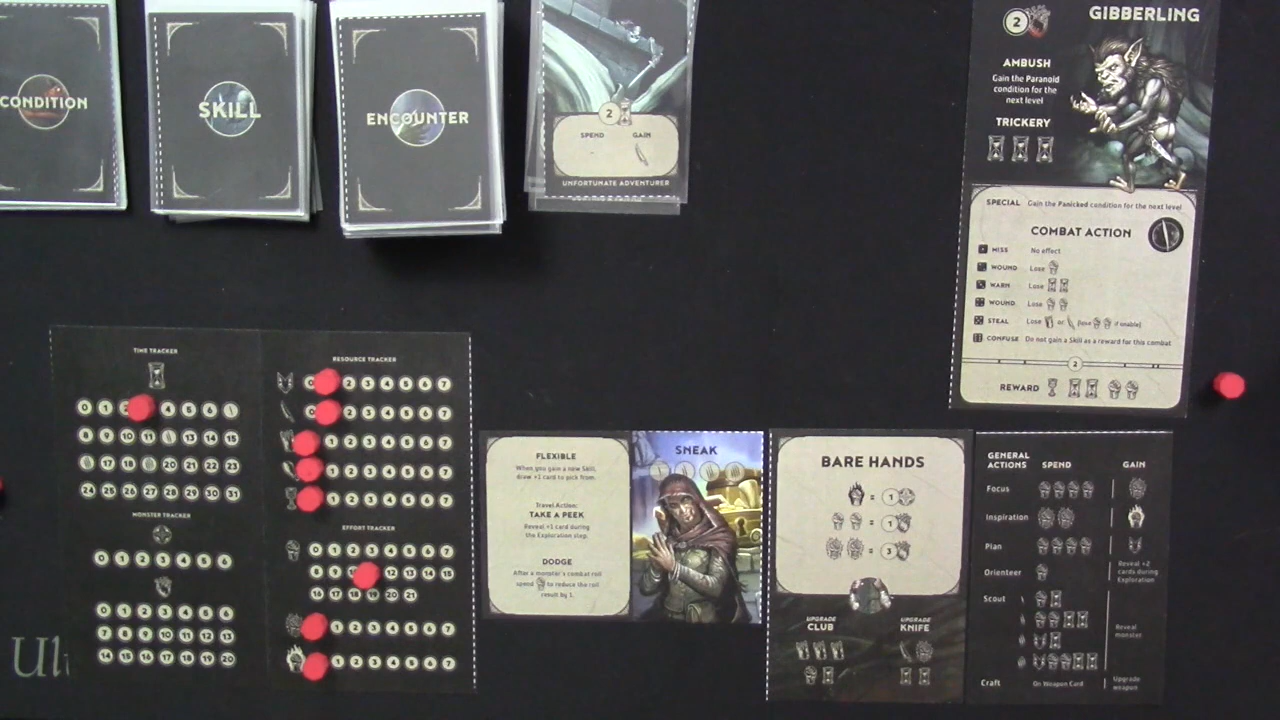 CONDITION
SKILL
ENCOUNTER
2
SPEND GAIN
UNFORTUNATE ADVENTURER
2
GIBBERLING
AMBUSH
Gain the Paranoid
condition for the
next level
TRICKERY
SPECIAL Gain the Panicked condition for the next level
COMBAT ACTION
MISS No effect
WOUND Lose
WARN Lose
WOUND Lose
STEAL Lose or (lose if unable)
CONFUSE Do not gain a Skill as a reward for this combat
2
REWARD
TIME TRACKER
0 1 2 4 5 6
8 9 10 11 13 14 15
17 18 20 21 22 23
24 25 26 27 28 29 30 31
MONSTER TRACKER
0 1 2 3 4 5 6
0 1 2 3 4 5 6
7 8 9 10 11 12 13
14 15 16 17 18 19 20
RESOURCE TRACKER
0 2 3 4 5 6 7
0 2 3 4 5 6 7
1 2 3 4 5 6 7
1 2 3 4 5 6 7
1 2 3 4 5 6 7
EFFORT TRACKER
0 1 2 3 4 5 6 7
8 9 12 13 14 15
16 17 18 19 20 21
1 2 3 4 5 6 7
1 2 3 4 5 6 7
FLEXIBLE
When you gain a new Skill,
draw +1 card to pick from.
Travel Action:
TAKE A PEEK
Reveal +1 card during
the Exploration step.
DODGE
After a monster's combat roll
spend to reduce the roll
result by 1.
SNEAK
BARE HANDS
= 1
= 1
= 3
UPGRADE
CLUB
UPGRADE
KNIFE
GENERAL
ACTIONS SPEND GAIN
Focus
Inspiration
Plan
Orienteer
Reveal +2
cards during
Exploration
Scout
Reveal
monster
Craft On Weapon Card
Upgrade
weapon